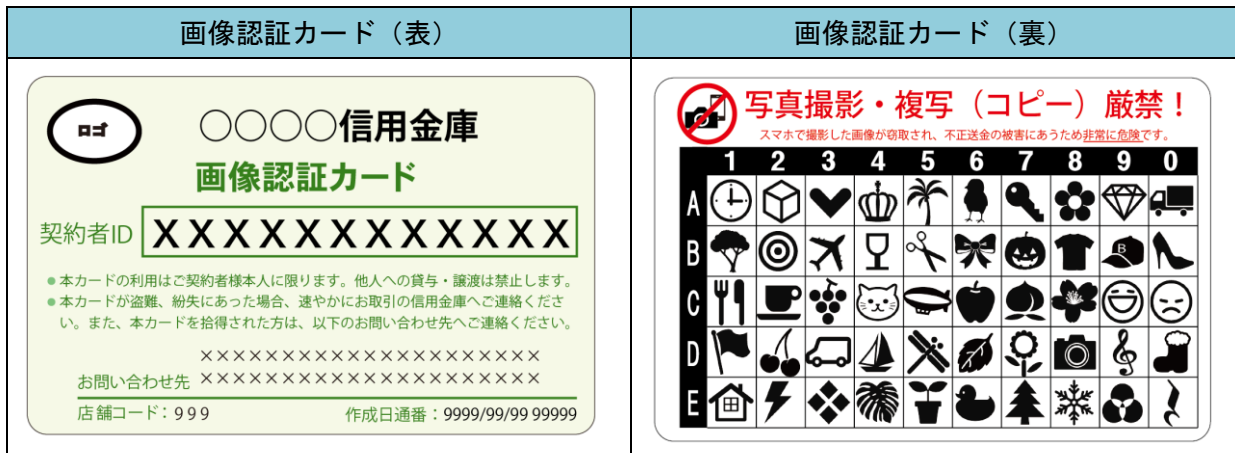 画像認証カード（表）
画像認証カード（裏）
ロゴ
○○○○信用金庫
画像認証カード
契約者ID XXXXXXXXXXXX
●本カードの利用はご契約者様本人に限ります。他人への貸与・譲渡は禁止します。
●本カードが盗難、紛失にあった場合、速やかにお取引の信用金庫へご連絡くださ
い。また、本カードを拾得された方は、以下のお問い合わせ先へご連絡ください。
×××××××××××××××××××××
お問い合わせ先 ×××××××××××××××××××××
店舗コード：999 作成日通番：9999/99/99 99999
写真撮影・複写（コピー）厳禁！
スマホで撮影した画像が窃取され、不正送金の被害にあうため非常に危険です。
1 2 3 4 5 6 7 8 9 0
A
B
B
C
D
E